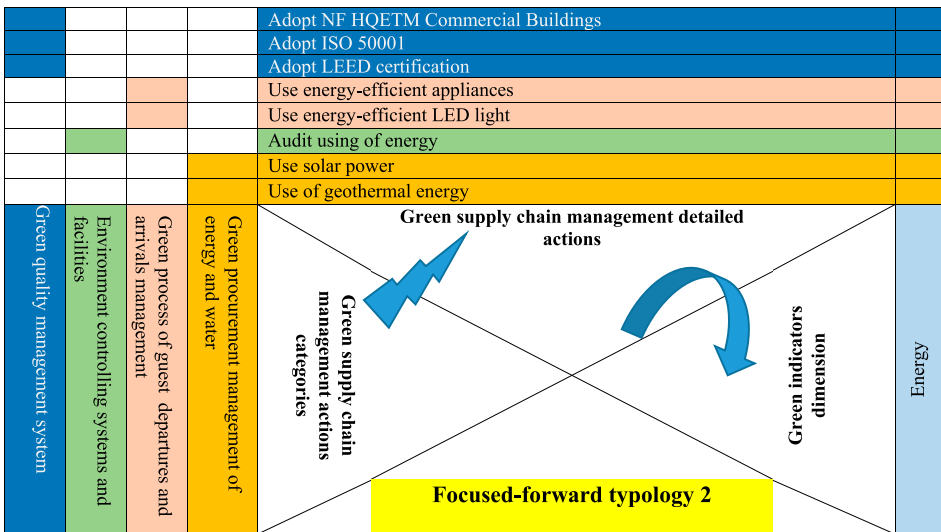 Adopt NF HQETM Commercial Buildings
Adopt ISO 50001
Adopt LEED certification
Use energy-efficient appliances
Use energy-efficient LED light
Audit using of energy
Use solar power
Use of geothermal energy
Green quality management system
Environment controlling systems and
facilities
Green process of guest departures and
arrivals management
Green procurement management of
energy and water
Green supply chain management detailed
actions
Green supply chain
management actions
categories
Green indicators
dimension
Energy
Focused-forward typology 2